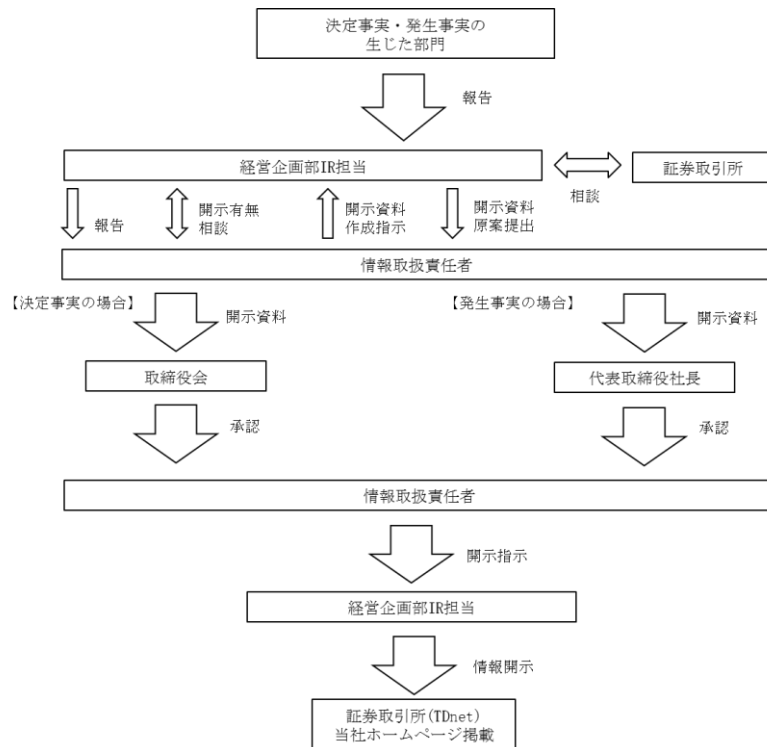 決定事実・発生事実の
生じた部門
報告
経営企画部IR担当
相談
証券取引所
報告
開示有無
相談
開示資料
作成指示
開示資料
原案提出
情報取扱責任者
【決定事実の場合】
開示資料
【発生事実の場合】
開示資料
取締役会
代表取締役社長
承認
承認
情報取扱責任者
開示指示
経営企画部IR担当
情報開示
証券取引所(TDnet)
当社ホームページ掲載